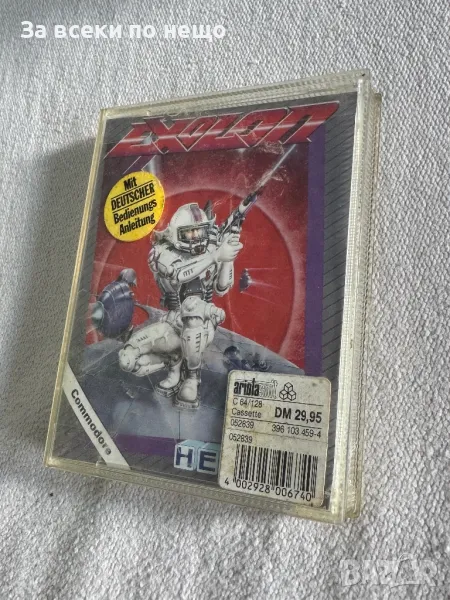 За всеки по нещо
EXOLON
Mit
DEUTSCHER
Bedienungs
Anleitung
Commodore
HE
ariola
C 64/128
Cassette
DM 29,95
052639
396 103 459-4
052639
4 002928 006740
BAZAR